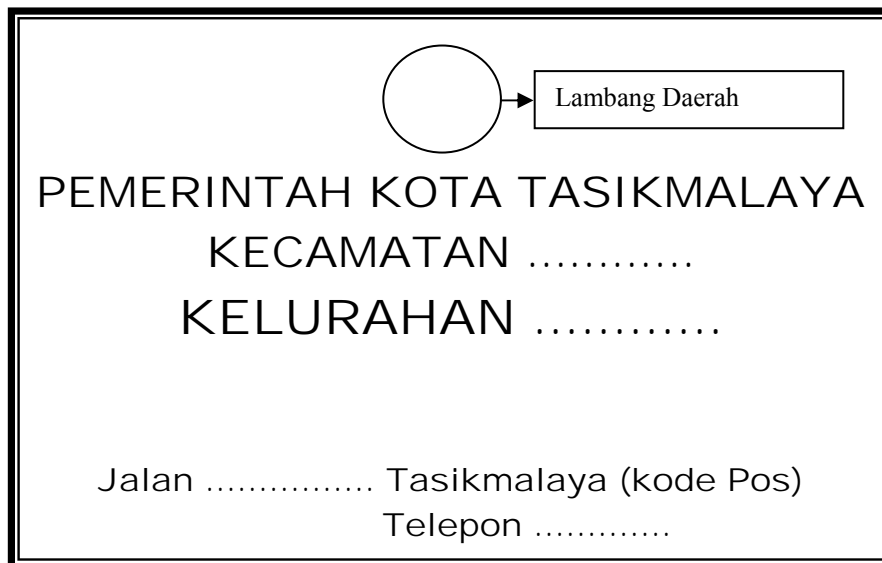 Lambang Daerah
PEMERINTAH KOTA TASIKMALAYA
KECAMATAN ............
KELURAHAN ............
Jalan ................ Tasikmalaya (kode Pos)
Telepon .............